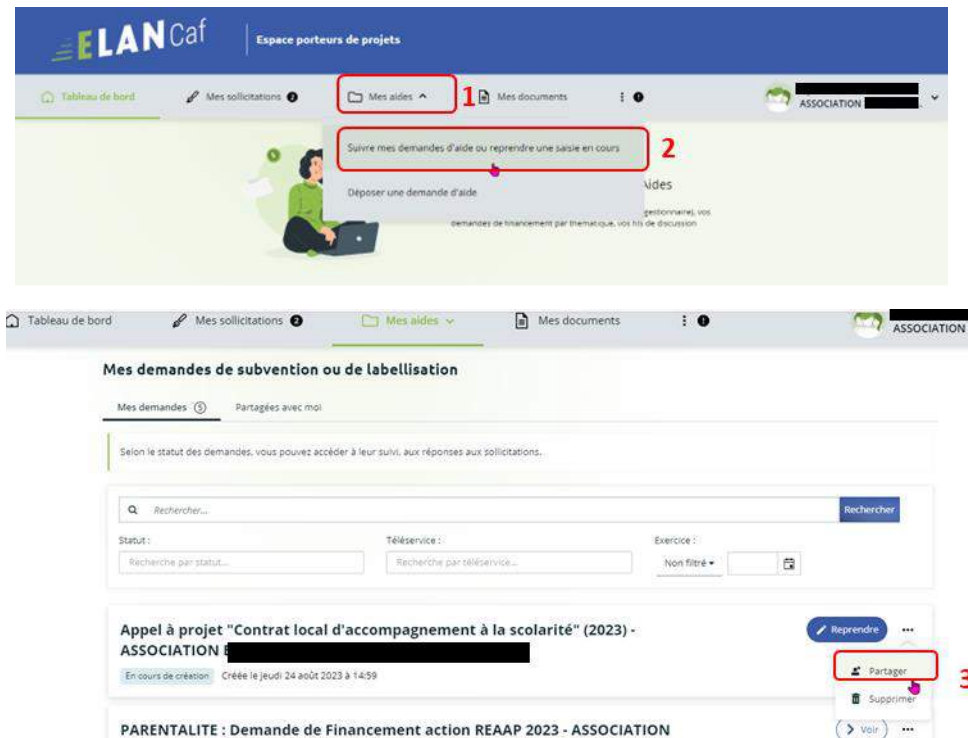 ELANCaf
Espace porteurs de projets
Tableau de bord
Mes sollicitations 2
Mes aides
1
Mes documents
ASSOCIATION
Suivre mes demandes d'aide ou reprendre une saisie en cours
2
Déposer une demande d'aide
Aides
gestionnaire), vos
demandes de financement par thématique, vos fils de discussion
Tableau de bord
Mes sollicitations 2
Mes aides
Mes documents
ASSOCIATION
Mes demandes de subvention ou de labellisation
Mes demandes 5
Partagées avec moi
Selon le statut des demandes, vous pouvez accéder à leur suivi, aux réponses aux sollicitations.
Rechercher...
Rechercher
Statut :
Téléservice :
Exercice :
Recherche par statut...
Recherche par téléservice...
Non filtré
Appel à projet "Contrat local d'accompagnement à la scolarité" (2023) -
ASSOCIATION
Reprendre
En cours de création
Créée le jeudi 24 août 2023 à 14:59
Partager
3
Supprimer
PARENTALITE : Demande de Financement action REAAP 2023 - ASSOCIATION
Voir